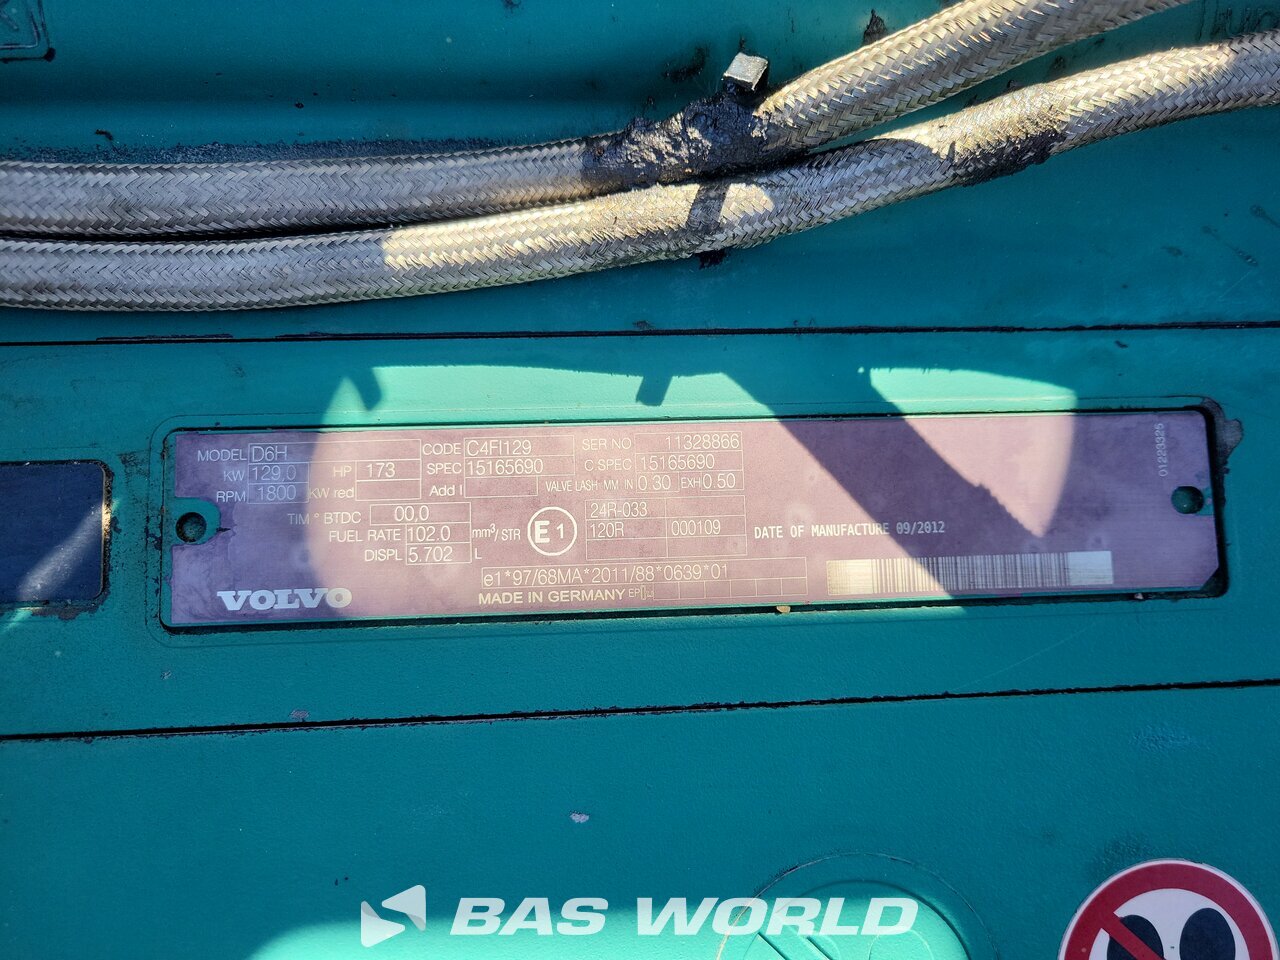 MODEL D6H CODE C4FI129 SER NO 11328866
KW 129,0 HP 173 SPEC 15165690 C SPEC 15165690
RPM 1800 KW red Add I VALVE LASH MM IN 0.30 EXH 0.50
TIM ° BTDC 00,0 24R-033
FUEL RATE 102.0 mm³/STR E1 120R 000109
DISPL 5.702 L
DATE OF MANUFACTURE 09/2012
e1*97/68MA*2011/88*0639*01
VOLVO MADE IN GERMANY
01223325
BAS WORLD